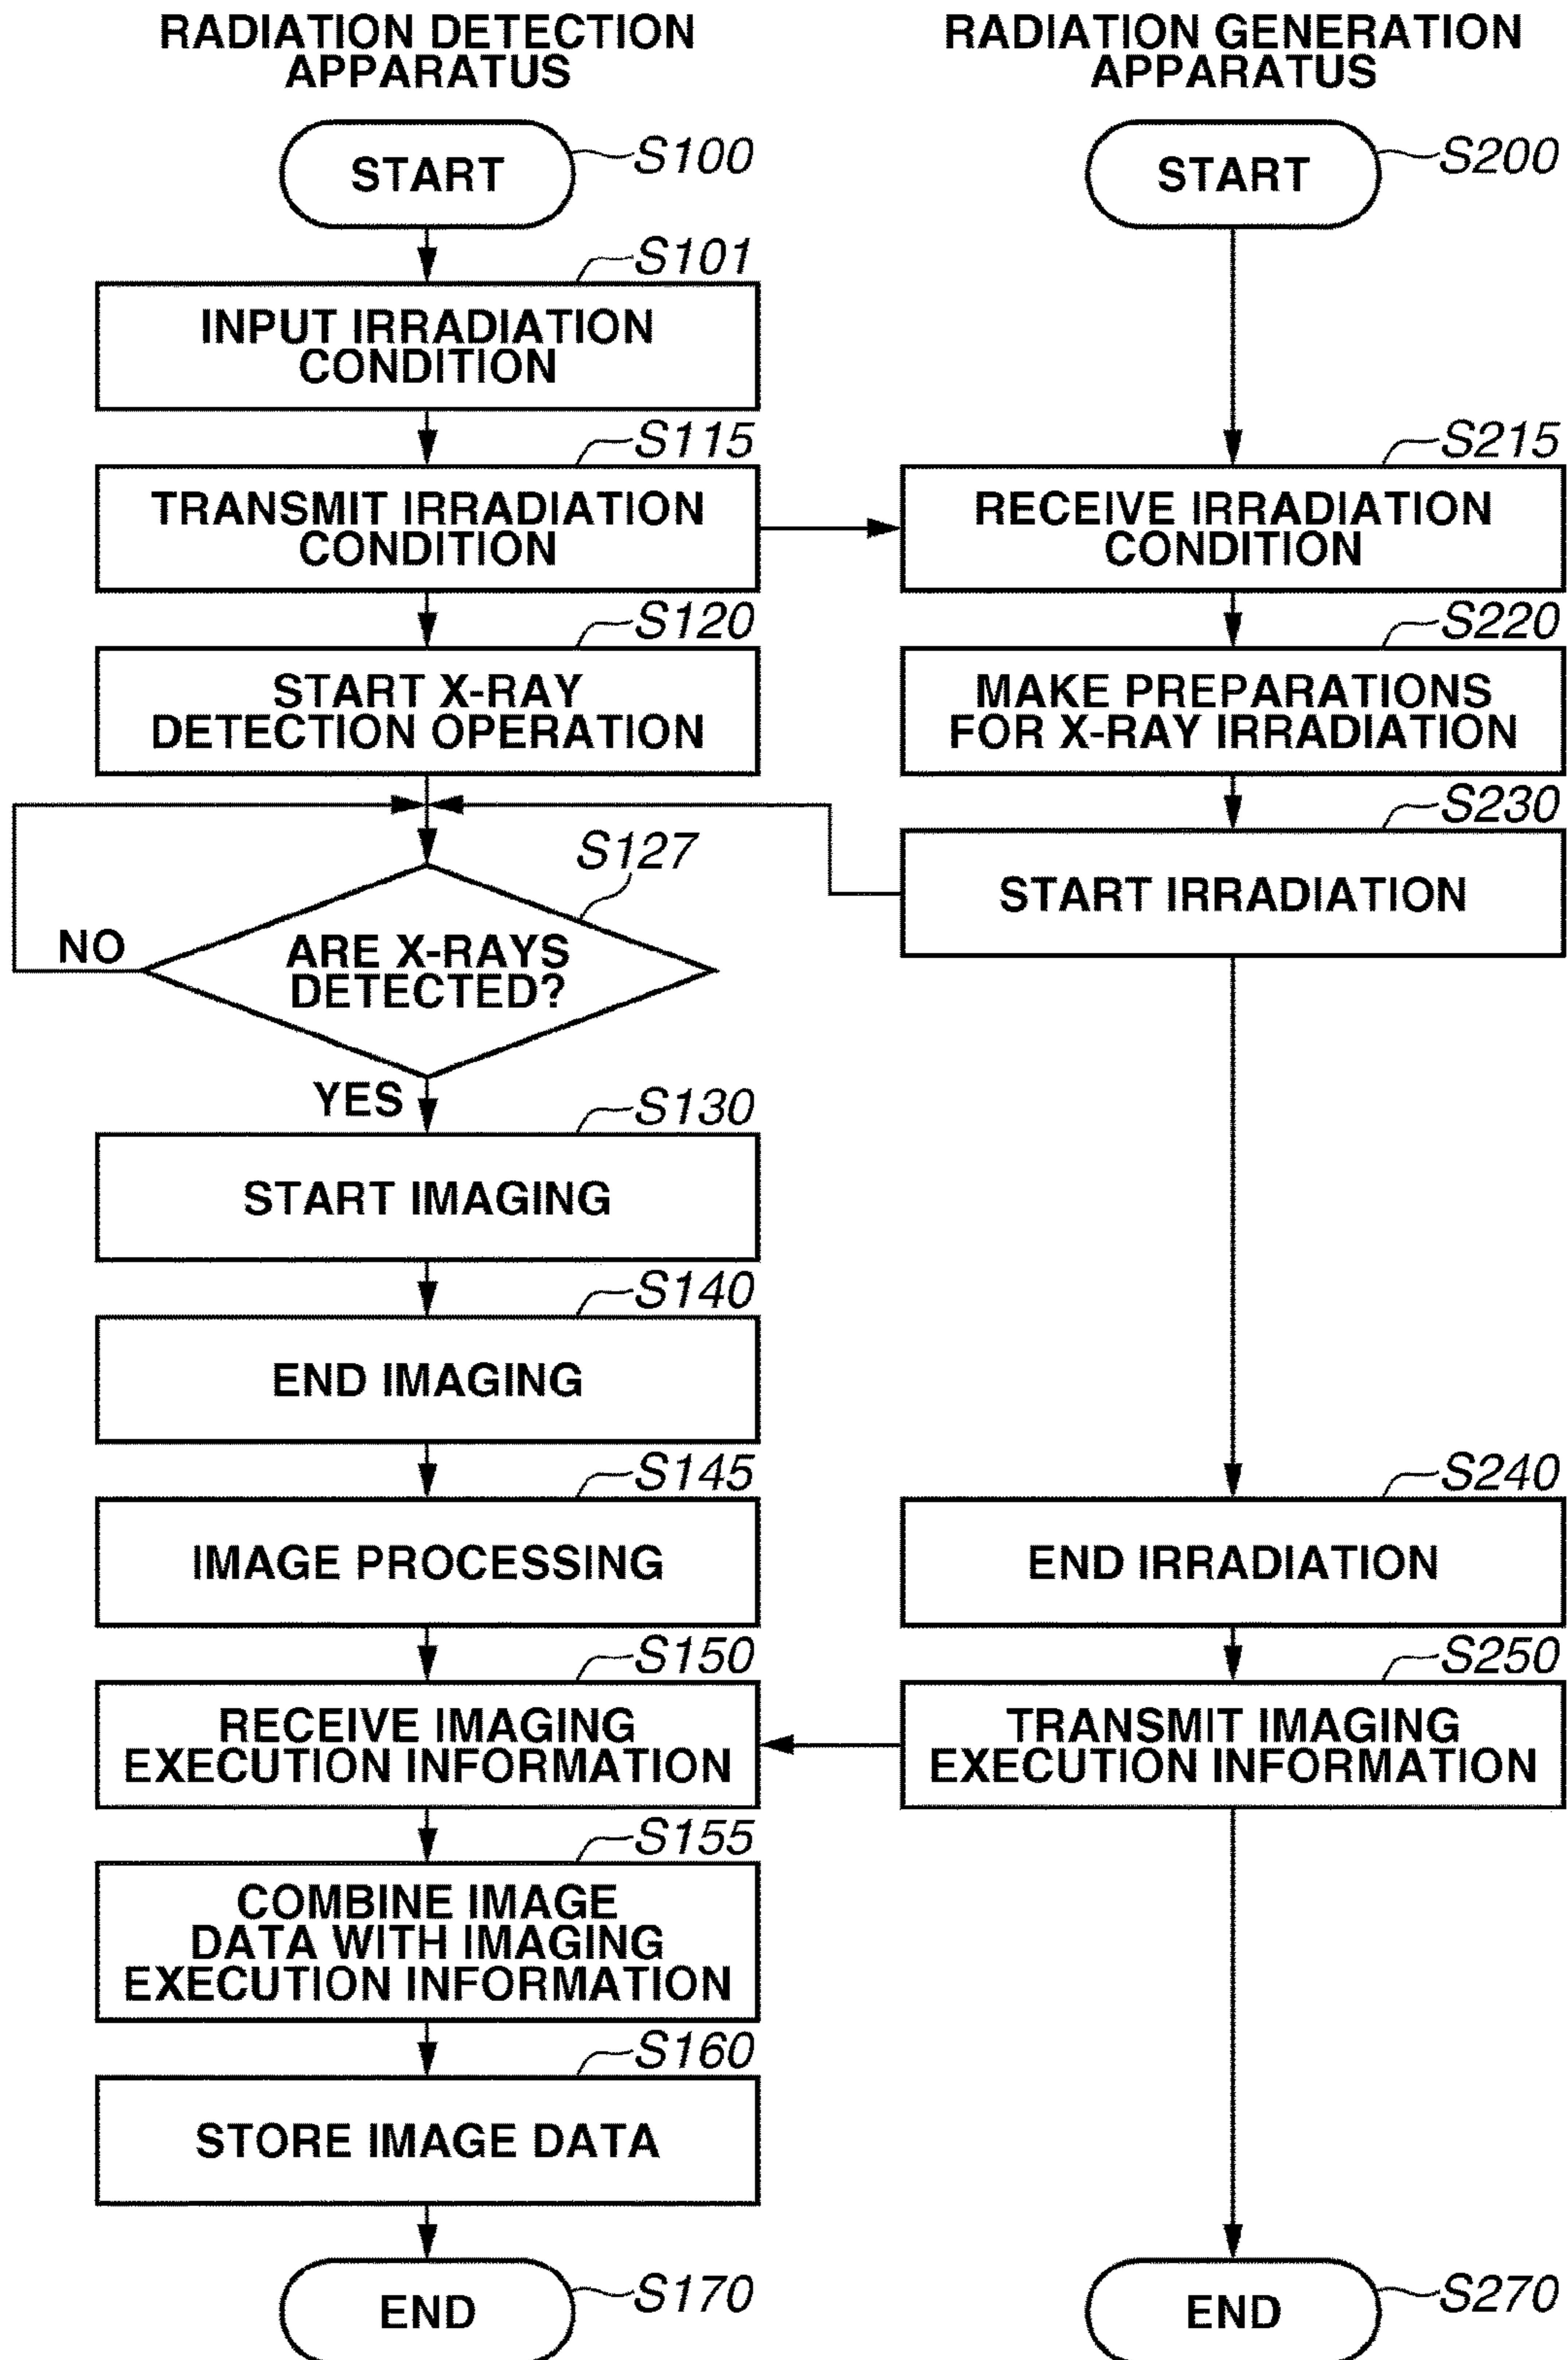 RADIATION DETECTION
APPARATUS
RADIATION GENERATION
APPARATUS
START
S100
START
S200
S101
INPUT IRRADIATION
CONDITION
S115
TRANSMIT IRRADIATION
CONDITION
S215
RECEIVE IRRADIATION
CONDITION
S120
START X-RAY
DETECTION OPERATION
S220
MAKE PREPARATIONS
FOR X-RAY IRRADIATION
S230
START IRRADIATION
S127
NO
ARE X-RAYS
DETECTED?
YES
S130
START IMAGING
S140
END IMAGING
S145
IMAGE PROCESSING
S240
END IRRADIATION
S150
RECEIVE IMAGING
EXECUTION INFORMATION
S250
TRANSMIT IMAGING
EXECUTION INFORMATION
S155
COMBINE IMAGE
DATA WITH IMAGING
EXECUTION INFORMATION
S160
STORE IMAGE DATA
END
S170
END
S270